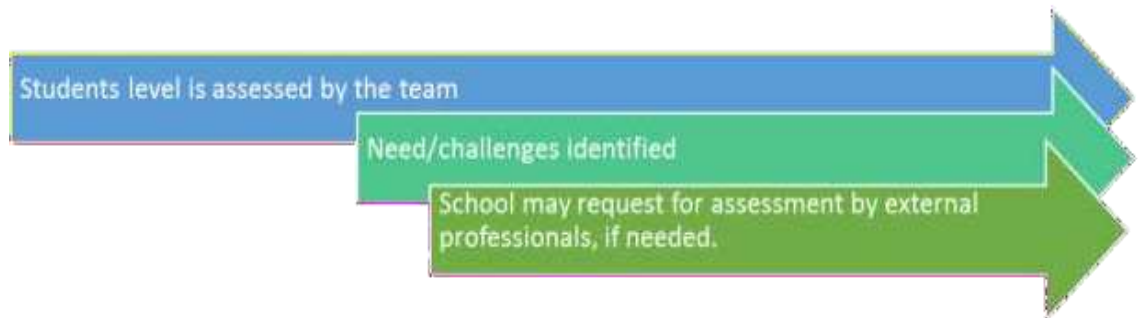 Students level is assessed by the team
Need/challenges identified
School may request for assessment by external
professionals, if needed.